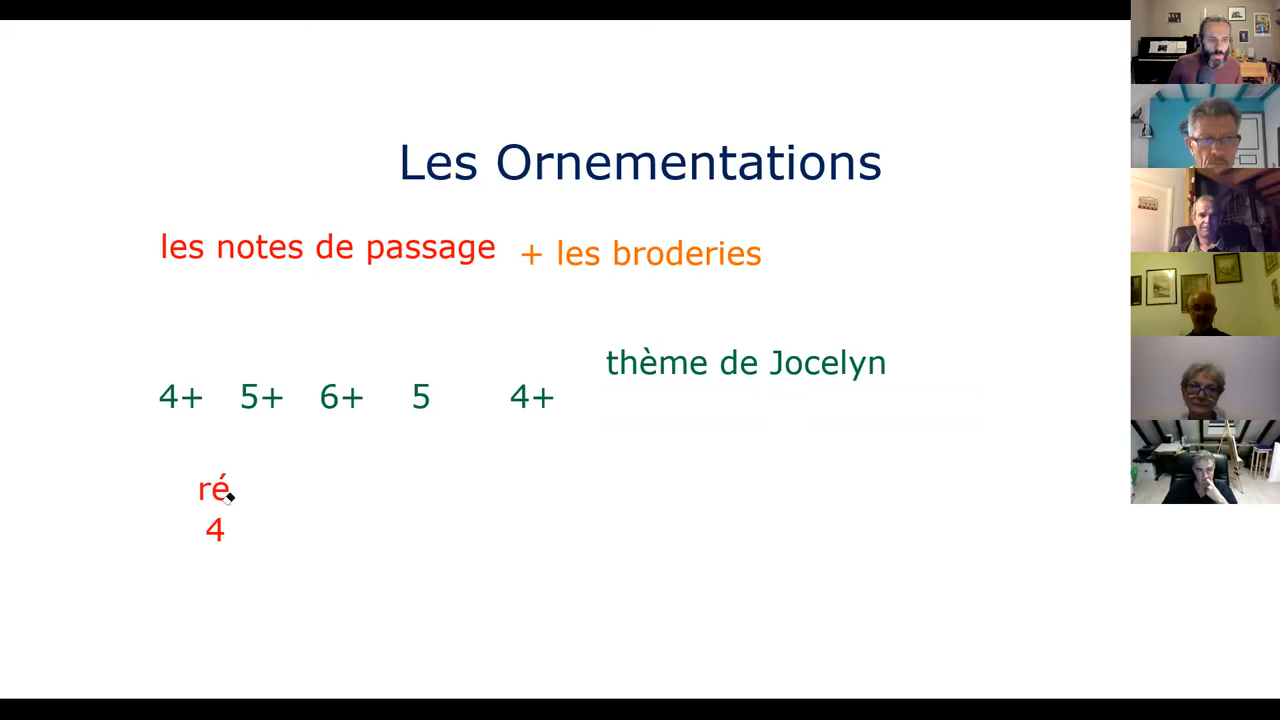 Les Ornementations
les notes de passage + les broderies
thème de Jocelyn
4+ 5+ 6+ 5 4+
ré
4